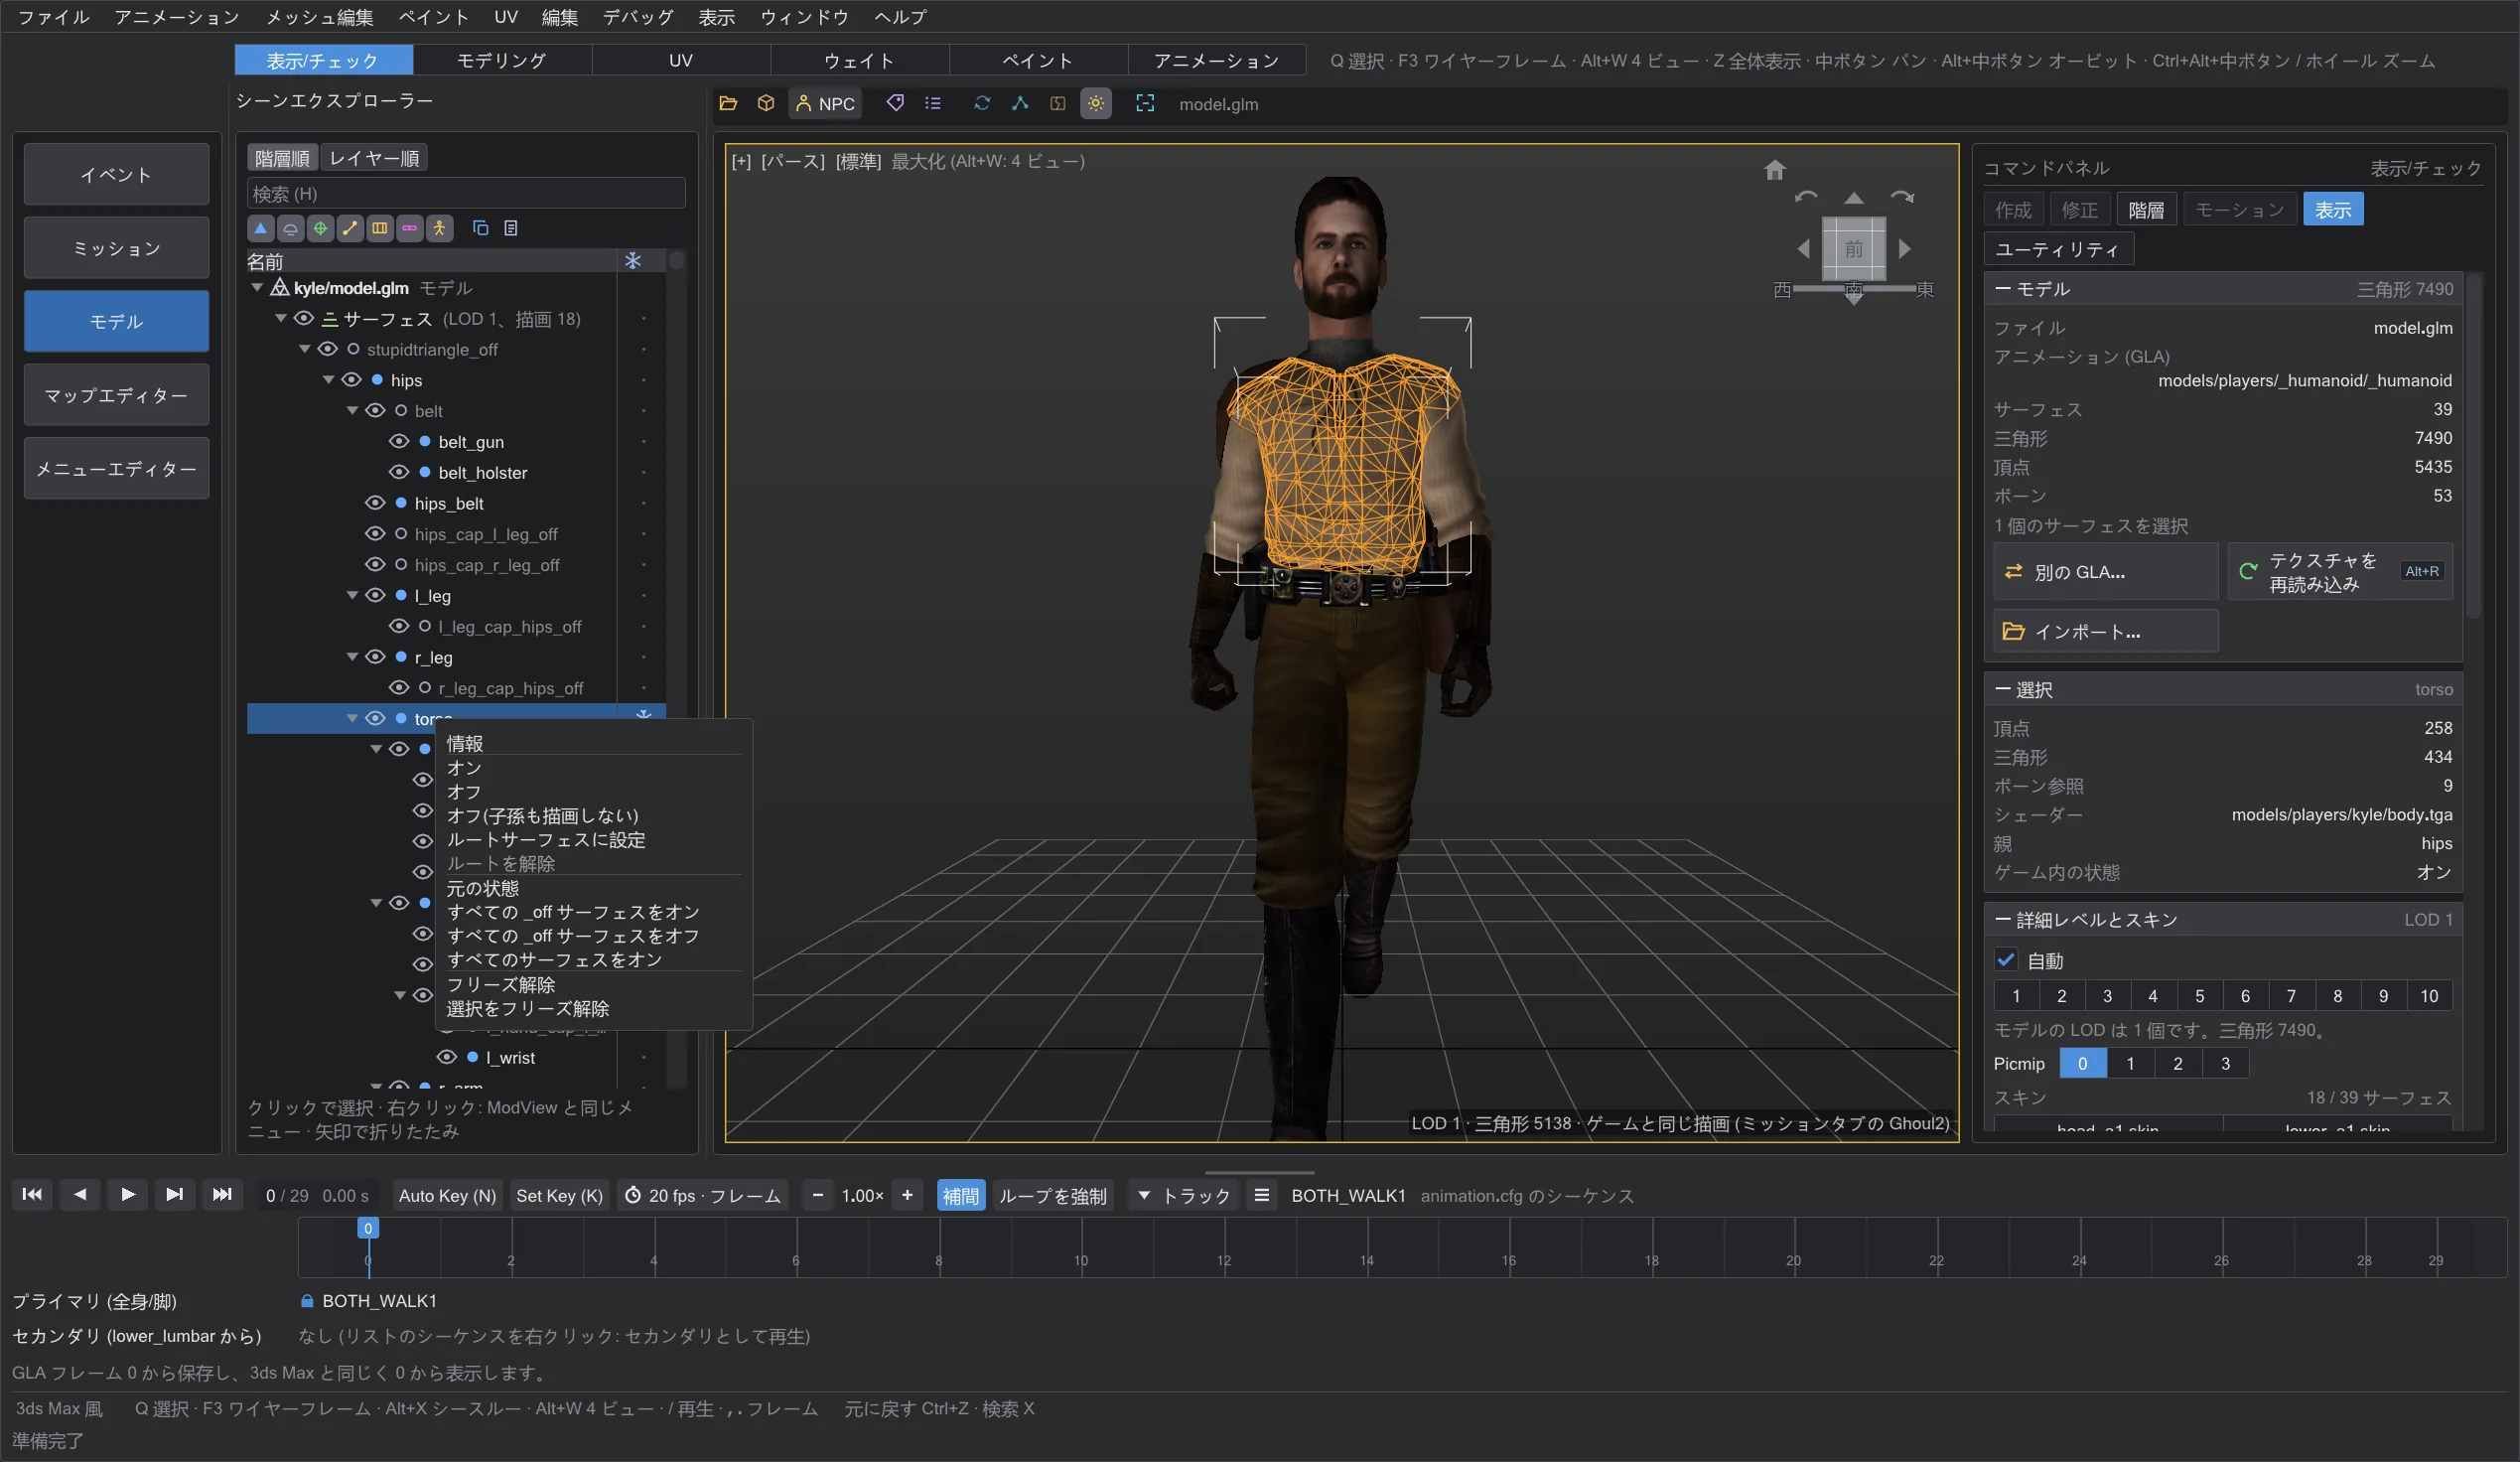 ファイル アニメーション メッシュ編集 ペイント UV 編集 デバッグ 表示 ウィンドウ ヘルプ
表示/チェック モデリング UV ウェイト ペイント アニメーション Q 選択 · F3 ワイヤーフレーム · Alt+W 4 ビュー · Z 全体表示 · 中ボタン パン · Alt+中ボタン オービット · Ctrl+Alt+中ボタン / ホイール ズーム
イベント
ミッション
モデル
マップエディター
メニューエディター
シーンエクスプローラー
階層順 レイヤー順
検索 (H)
名前
kyle/model.glm モデル
サーフェス (LOD 1、描画 18)
stupidtriangle_off
hips
belt
belt_gun
belt_holster
hips_belt
hips_cap_l_leg_off
hips_cap_r_leg_off
l_leg
l_leg_cap_hips_off
r_leg
r_leg_cap_hips_off
torso
情報
オン
オフ
オフ(子孫も描画しない)
ルートサーフェスに設定
ルートを解除
元の状態
すべての _off サーフェスをオン
すべての _off サーフェスをオフ
すべてのサーフェスをオン
フリーズ解除
選択をフリーズ解除
l_wrist
r_arm
クリックで選択 · 右クリック: ModView と同じメ
ニュー · 矢印で折りたたみ
NPC model.glm
[+] [パース] [標準] 最大化 (Alt+W: 4 ビュー)
前
西 南 東
LOD 1 · 三角形 5138 · ゲームと同じ描画 (ミッションタブの Ghoul2)
コマンドパネル 表示/チェック
作成 修正 階層 モーション 表示
ユーティリティ
モデル 三角形 7490
ファイル model.glm
アニメーション (GLA)
models/players/_humanoid/_humanoid
サーフェス 39
三角形 7490
頂点 5435
ボーン 53
1 個のサーフェスを選択
別の GLA...
テクスチャを
再読み込み Alt+R
インポート...
選択 torso
頂点 258
三角形 434
ボーン参照 9
シェーダー models/players/kyle/body.tga
親 hips
ゲーム内の状態 オン
詳細レベルとスキン LOD 1
自動
1 2 3 4 5 6 7 8 9 10
モデルの LOD は 1 個です。三角形 7490。
Picmip 0 1 2 3
スキン 18 / 39 サーフェス
head_a1.skin lower_a1.skin
0 / 29 0.00 s Auto Key (N) Set Key (K) 20 fps · フレーム − 1.00× + 補間 ループを強制 トラック BOTH_WALK1 animation.cfg のシーケンス
0
0 2 4 6 8 10 12 14 16 18 20 22 24 26 28 29
プライマリ (全身/脚) BOTH_WALK1
セカンダリ (lower_lumbar から) なし (リストのシーケンスを右クリック: セカンダリとして再生)
GLA フレーム 0 から保存し、3ds Max と同じく 0 から表示します。
3ds Max 風 Q 選択 · F3 ワイヤーフレーム · Alt+X シースルー · Alt+W 4 ビュー · / 再生 · , . フレーム 元に戻す Ctrl+Z · 検索 X
準備完了